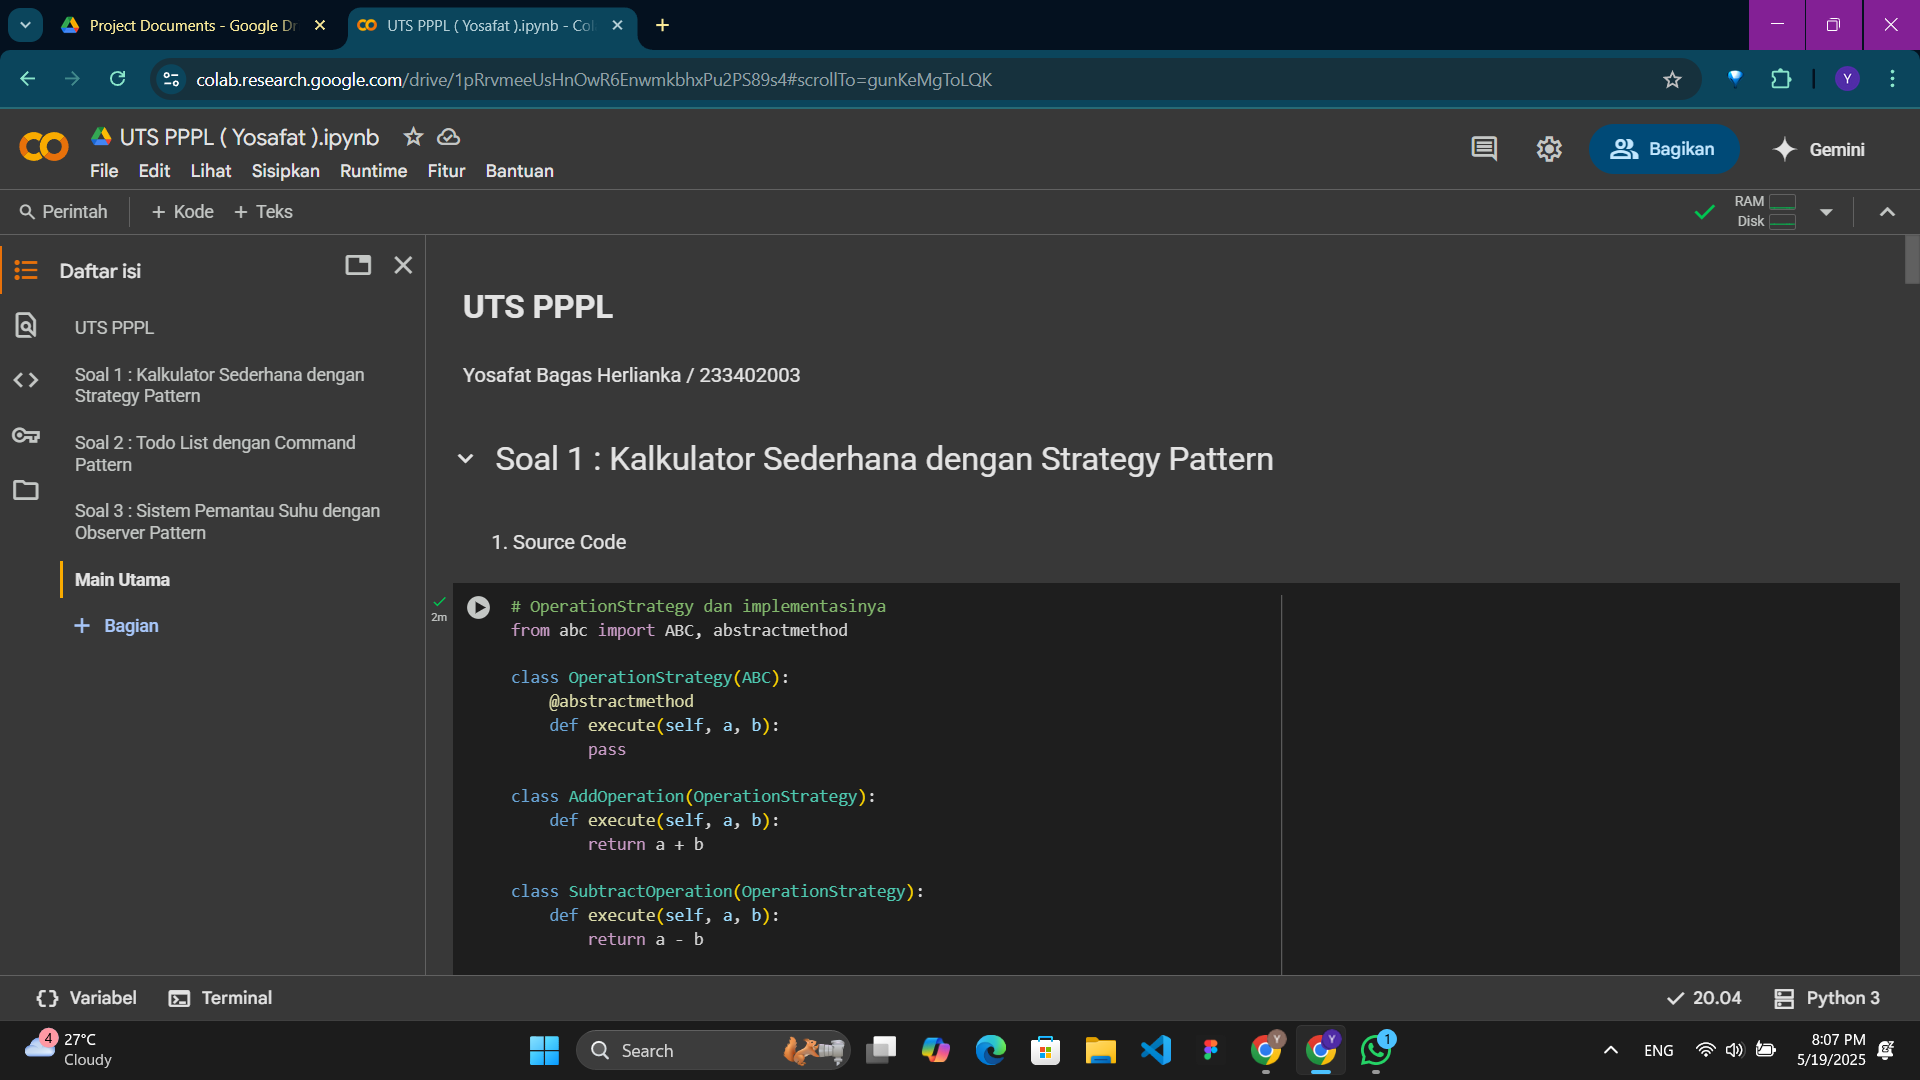 Project Documents - Google Dr
UTS PPPL ( Yosafat ).ipynb - Col
colab.research.google.com/drive/1pRrvmeeUsHnOwR6EnwmkbhxPu2PS89s4#scrollTo=gunKeMgToLQK
Y
UTS PPPL ( Yosafat ).ipynb
File Edit Lihat Sisipkan Runtime Fitur Bantuan
Bagikan
Gemini
Perintah
+ Kode + Teks
RAM
Disk
Daftar isi
UTS PPPL
Soal 1 : Kalkulator Sederhana dengan
Strategy Pattern
Soal 2 : Todo List dengan Command
Pattern
Soal 3 : Sistem Pemantau Suhu dengan
Observer Pattern
Main Utama
+ Bagian
UTS PPPL
Yosafat Bagas Herlianka / 233402003
Soal 1 : Kalkulator Sederhana dengan Strategy Pattern
1. Source Code
2m
# OperationStrategy dan implementasinya
from abc import ABC, abstractmethod
class OperationStrategy(ABC):
@abstractmethod
def execute(self, a, b):
pass
class AddOperation(OperationStrategy):
def execute(self, a, b):
return a + b
class SubtractOperation(OperationStrategy):
def execute(self, a, b):
return a - b
{} Variabel
Terminal
20.04
Python 3
4
27°C
Cloudy
Search
Y
Y
1
ENG
8:07 PM
5/19/2025